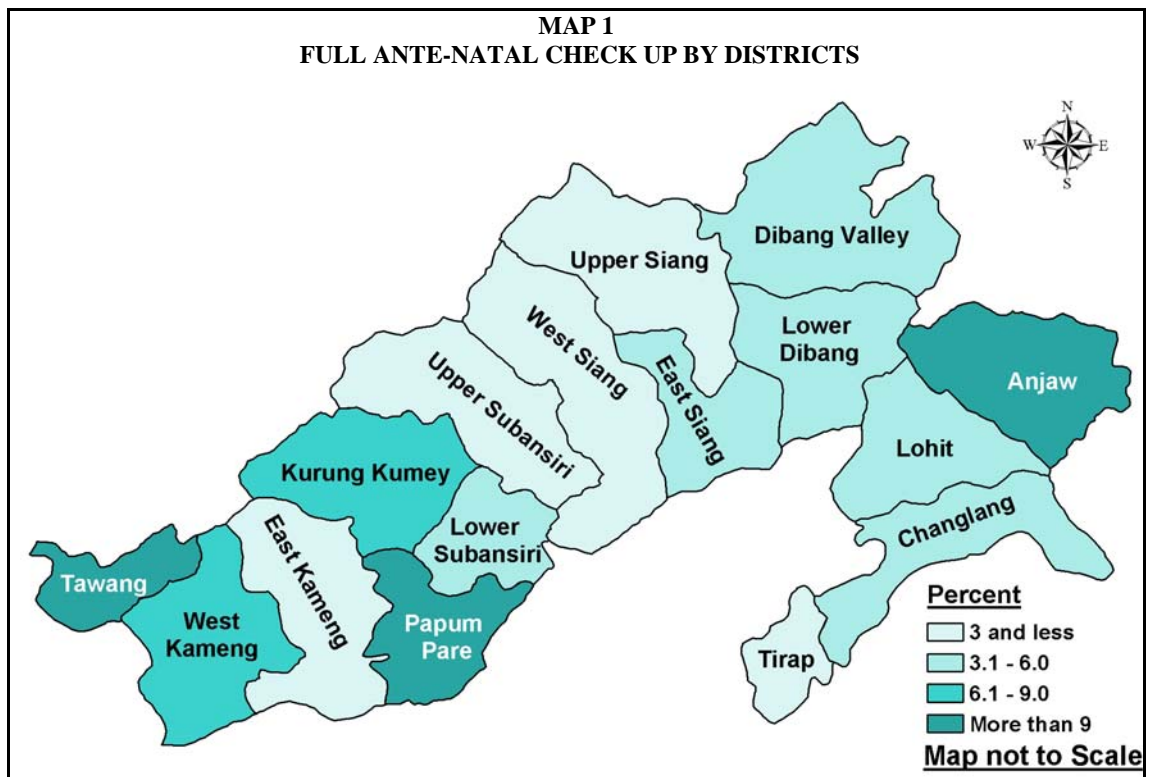 MAP 1
FULL ANTE-NATAL CHECK UP BY DISTRICTS
N
W E
S
Dibang Valley
Upper Siang
Lower
Dibang
West Siang
East Siang
Anjaw
Upper Subansiri
Lohit
Kurung Kumey
Changlang
Lower
Subansiri
East Kameng
Tawang
West
Kameng
Papum
Pare
Tirap
Percent
3 and less
3.1 - 6.0
6.1 - 9.0
More than 9
Map not to Scale